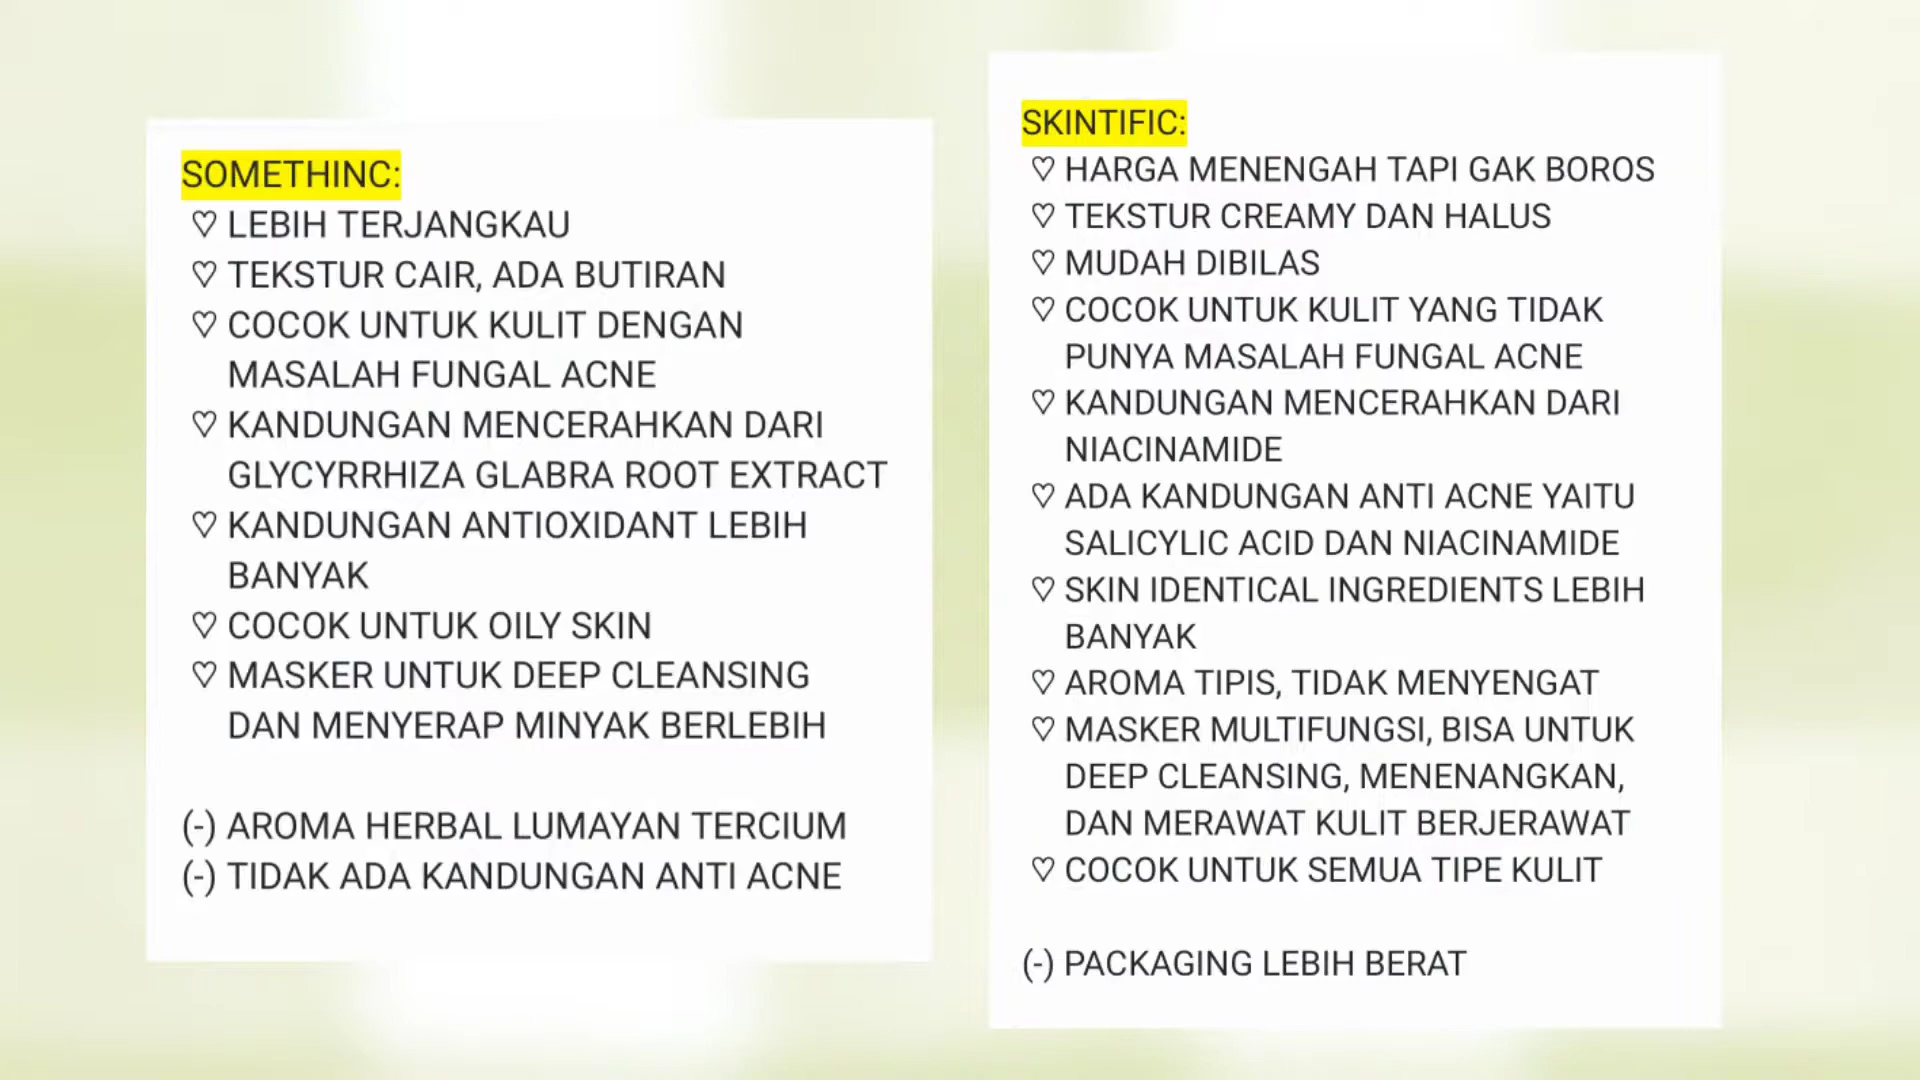 SOMETHINC:
♡ LEBIH TERJANGKAU
♡ TEKSTUR CAIR, ADA BUTIRAN
♡ COCOK UNTUK KULIT DENGAN
MASALAH FUNGAL ACNE
♡ KANDUNGAN MENCERAHKAN DARI
GLYCYRRHIZA GLABRA ROOT EXTRACT
♡ KANDUNGAN ANTIOXIDANT LEBIH
BANYAK
♡ COCOK UNTUK OILY SKIN
♡ MASKER UNTUK DEEP CLEANSING
DAN MENYERAP MINYAK BERLEBIH
(-) AROMA HERBAL LUMAYAN TERCIUM
(-) TIDAK ADA KANDUNGAN ANTI ACNE
SKINTIFIC:
♡ HARGA MENENGAH TAPI GAK BOROS
♡ TEKSTUR CREAMY DAN HALUS
♡ MUDAH DIBILAS
♡ COCOK UNTUK KULIT YANG TIDAK
PUNYA MASALAH FUNGAL ACNE
♡ KANDUNGAN MENCERAHKAN DARI
NIACINAMIDE
♡ ADA KANDUNGAN ANTI ACNE YAITU
SALICYLIC ACID DAN NIACINAMIDE
♡ SKIN IDENTICAL INGREDIENTS LEBIH
BANYAK
♡ AROMA TIPIS, TIDAK MENYENGAT
♡ MASKER MULTIFUNGSI, BISA UNTUK
DEEP CLEANSING, MENENANGKAN,
DAN MERAWAT KULIT BERJERAWAT
♡ COCOK UNTUK SEMUA TIPE KULIT
(-) PACKAGING LEBIH BERAT